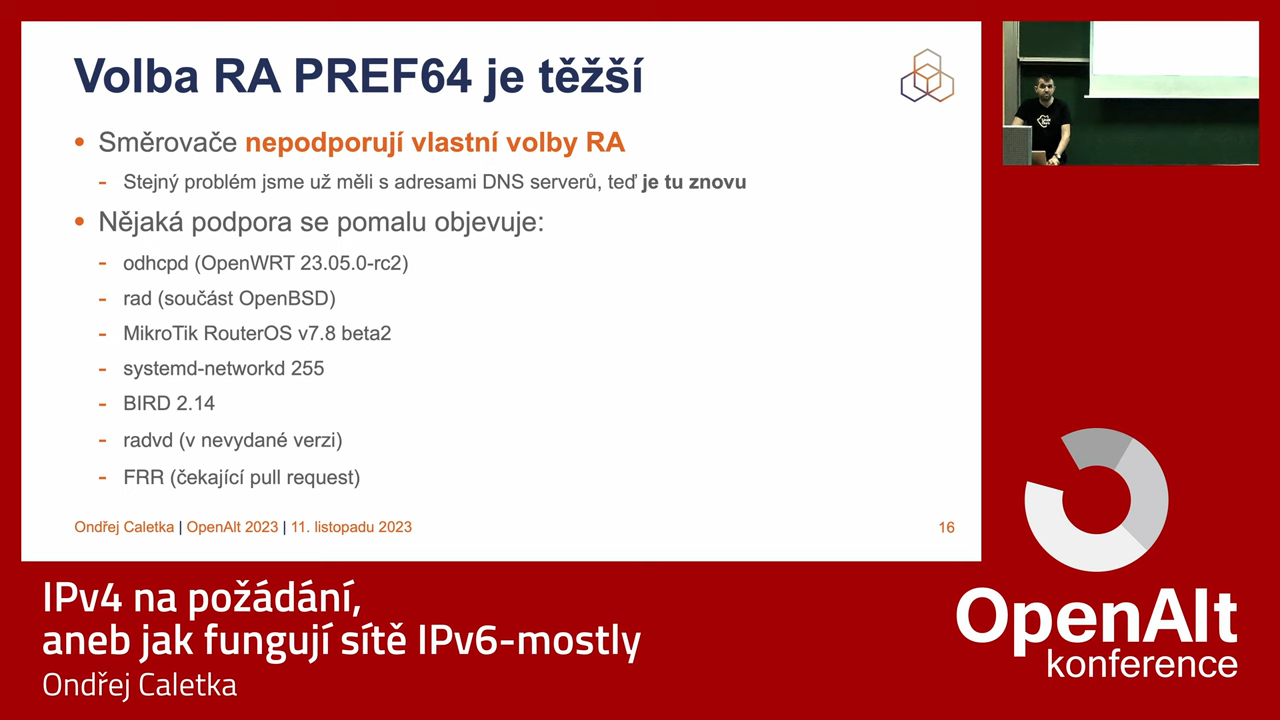 Volba RA PREF64 je těžší
• Směrovače nepodporují vlastní volby RA
- Stejný problém jsme už měli s adresami DNS serverů, teď je tu znovu
• Nějaká podpora se pomalu objevuje:
- odhcpd (OpenWRT 23.05.0-rc2)
- rad (součást OpenBSD)
- MikroTik RouterOS v7.8 beta2
- systemd-networkd 255
- BIRD 2.14
- radvd (v nevydané verzi)
- FRR (čekající pull request)
Ondřej Caletka | OpenAlt 2023 | 11. listopadu 2023
16
IPv4 na požádání,
aneb jak fungují sítě IPv6-mostly
Ondřej Caletka
OpenAlt
konference